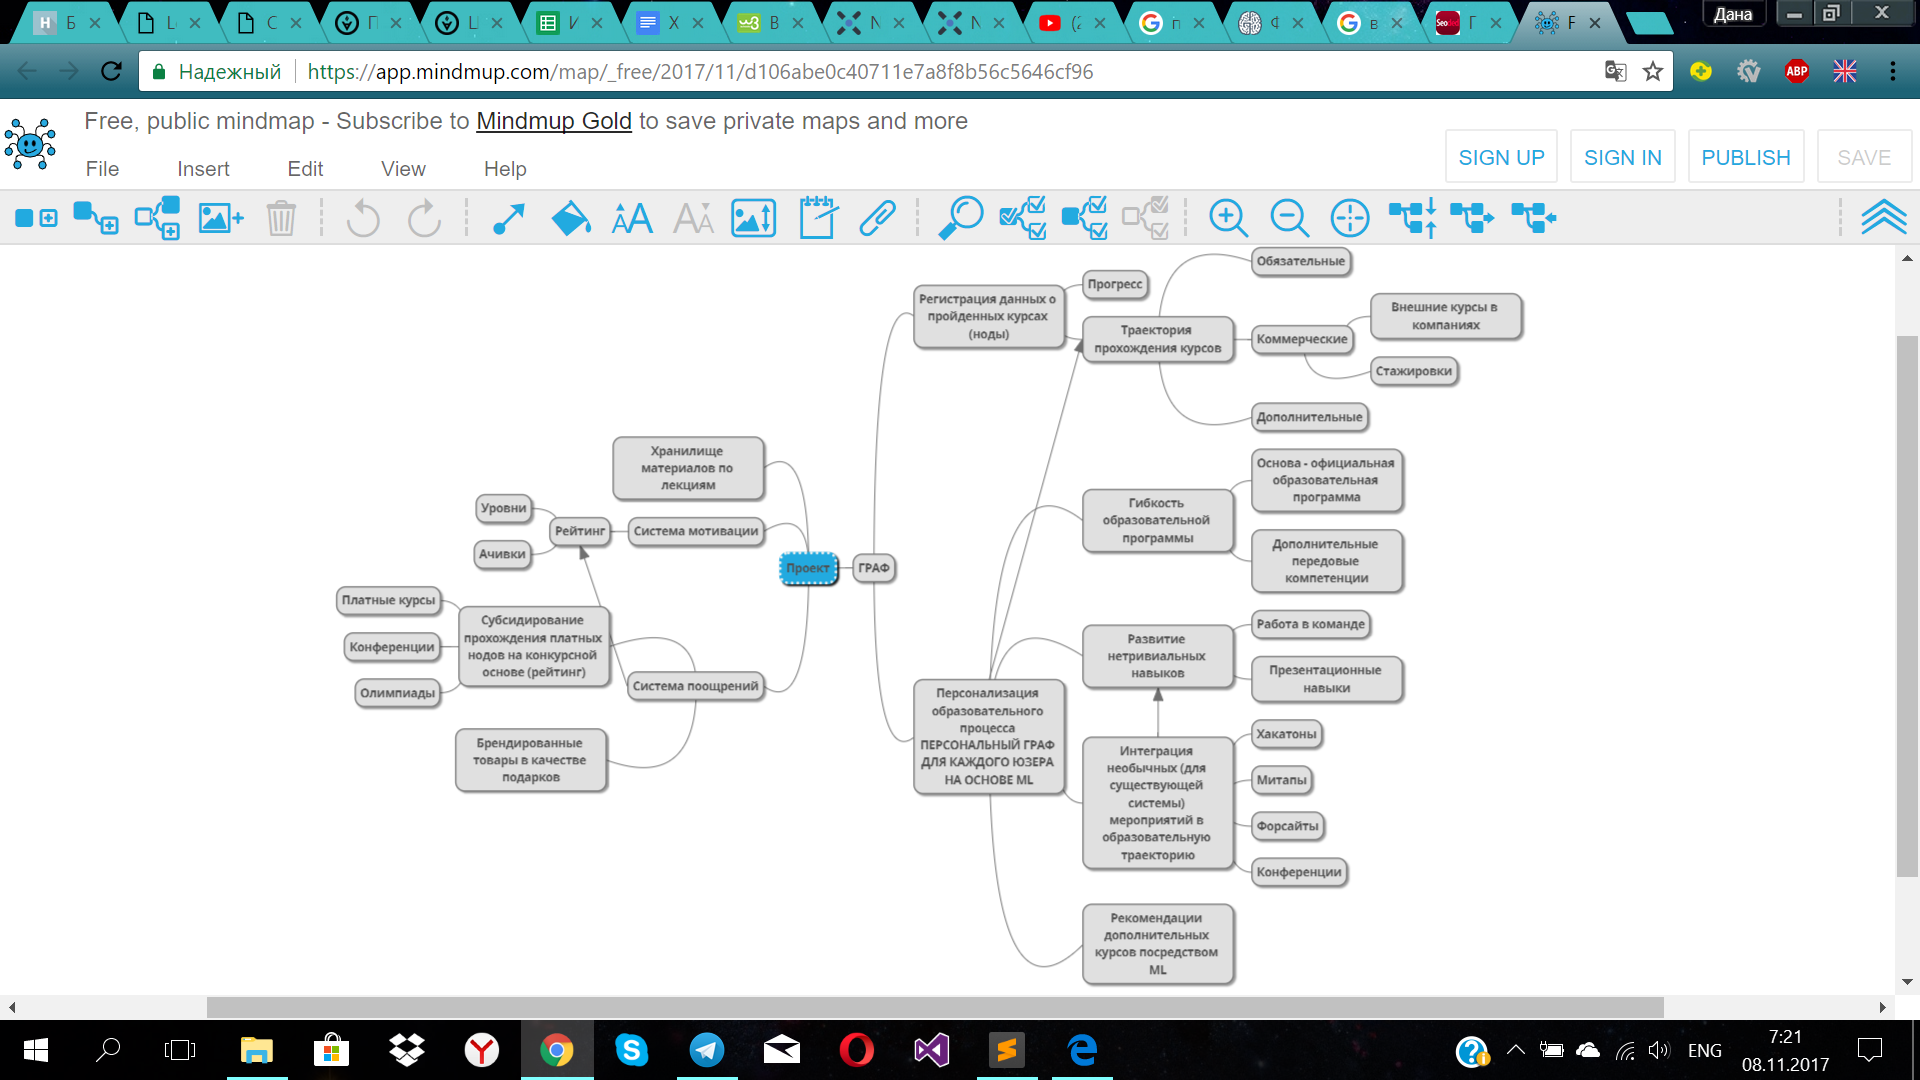 Б
L
C
П
Ц
И
Х
В
N
N
(2
п
Ф
в
Seo
Г
F
Дана
Надежный
https://app.mindmup.com/map/_free/2017/11/d106abe0c40711e7a8f8b56c5646cf96
ABP
Free, public mindmap - Subscribe to Mindmup Gold to save private maps and more
File Insert Edit View Help
SIGN UP SIGN IN PUBLISH SAVE
Обязательные
Прогресс
Регистрация данных о
пройденных курсах
(ноды)
Траектория
прохождения курсов
Внешние курсы в
компаниях
Коммерческие
Стажировки
Дополнительные
Хранилище
материалов по
лекциям
Основа - официальная
образовательная
программа
Гибкость
образовательной
программы
Дополнительные
передовые
компетенции
Уровни
Рейтинг
Система мотивации
Ачивки
Проект
ГРАФ
Платные курсы
Конференции
Олимпиады
Субсидирование
прохождения платных
нодов на конкурсной
основе (рейтинг)
Система поощрений
Брендированные
товары в качестве
подарков
Работа в команде
Развитие
нетривиальных
навыков
Презентационные
навыки
Персонализация
образовательного
процесса
ПЕРСОНАЛЬНЫЙ ГРАФ
ДЛЯ КАЖДОГО ЮЗЕРА
НА ОСНОВЕ ML
Интеграция
необычных (для
существующей
системы)
мероприятий в
образовательную
траекторию
Хакатоны
Митапы
Форсайты
Конференции
Рекомендации
дополнительных
курсов посредством
ML
ENG
7:21
08.11.2017